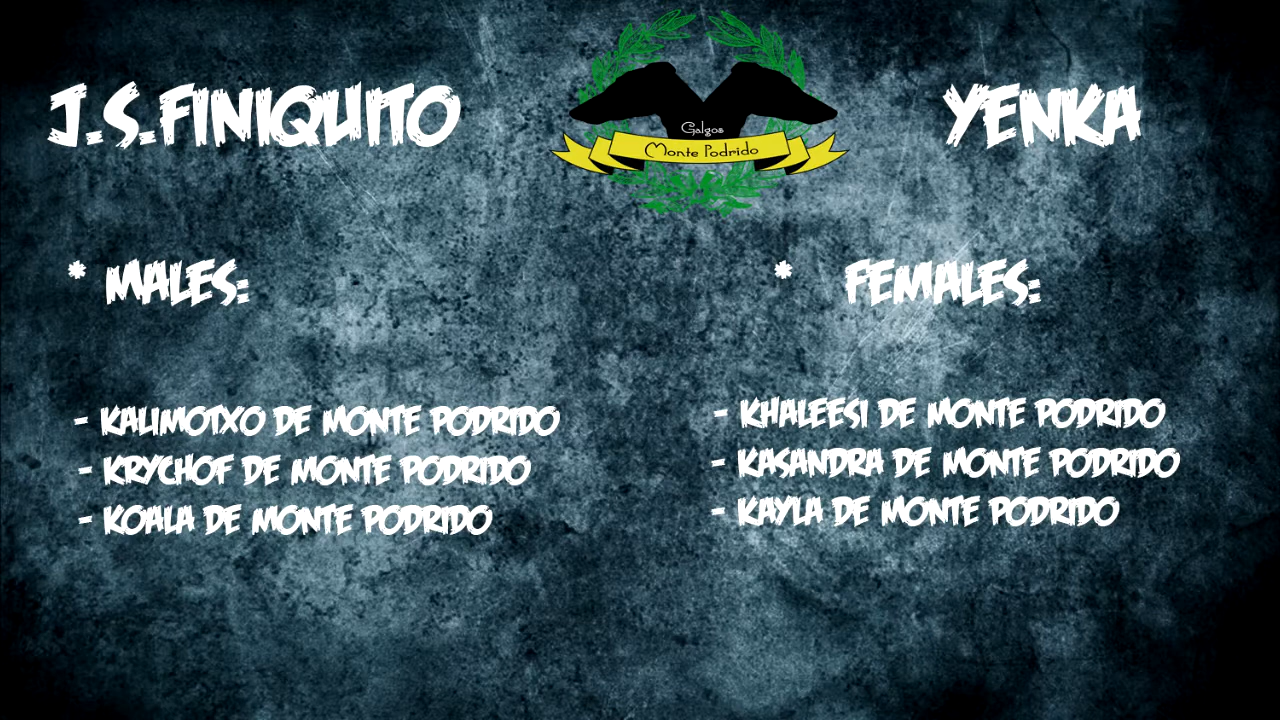 J.S.FINIQUITO
YENKA
Galgos
Monte Podrido
* MALES:
- KALIMOTXO DE MONTE PODRIDO
- KRYCHOF DE MONTE PODRIDO
- KOALA DE MONTE PODRIDO
* FEMALES:
- KHALEESI DE MONTE PODRIDO
- KASANDRA DE MONTE PODRIDO
- KAYLA DE MONTE PODRIDO